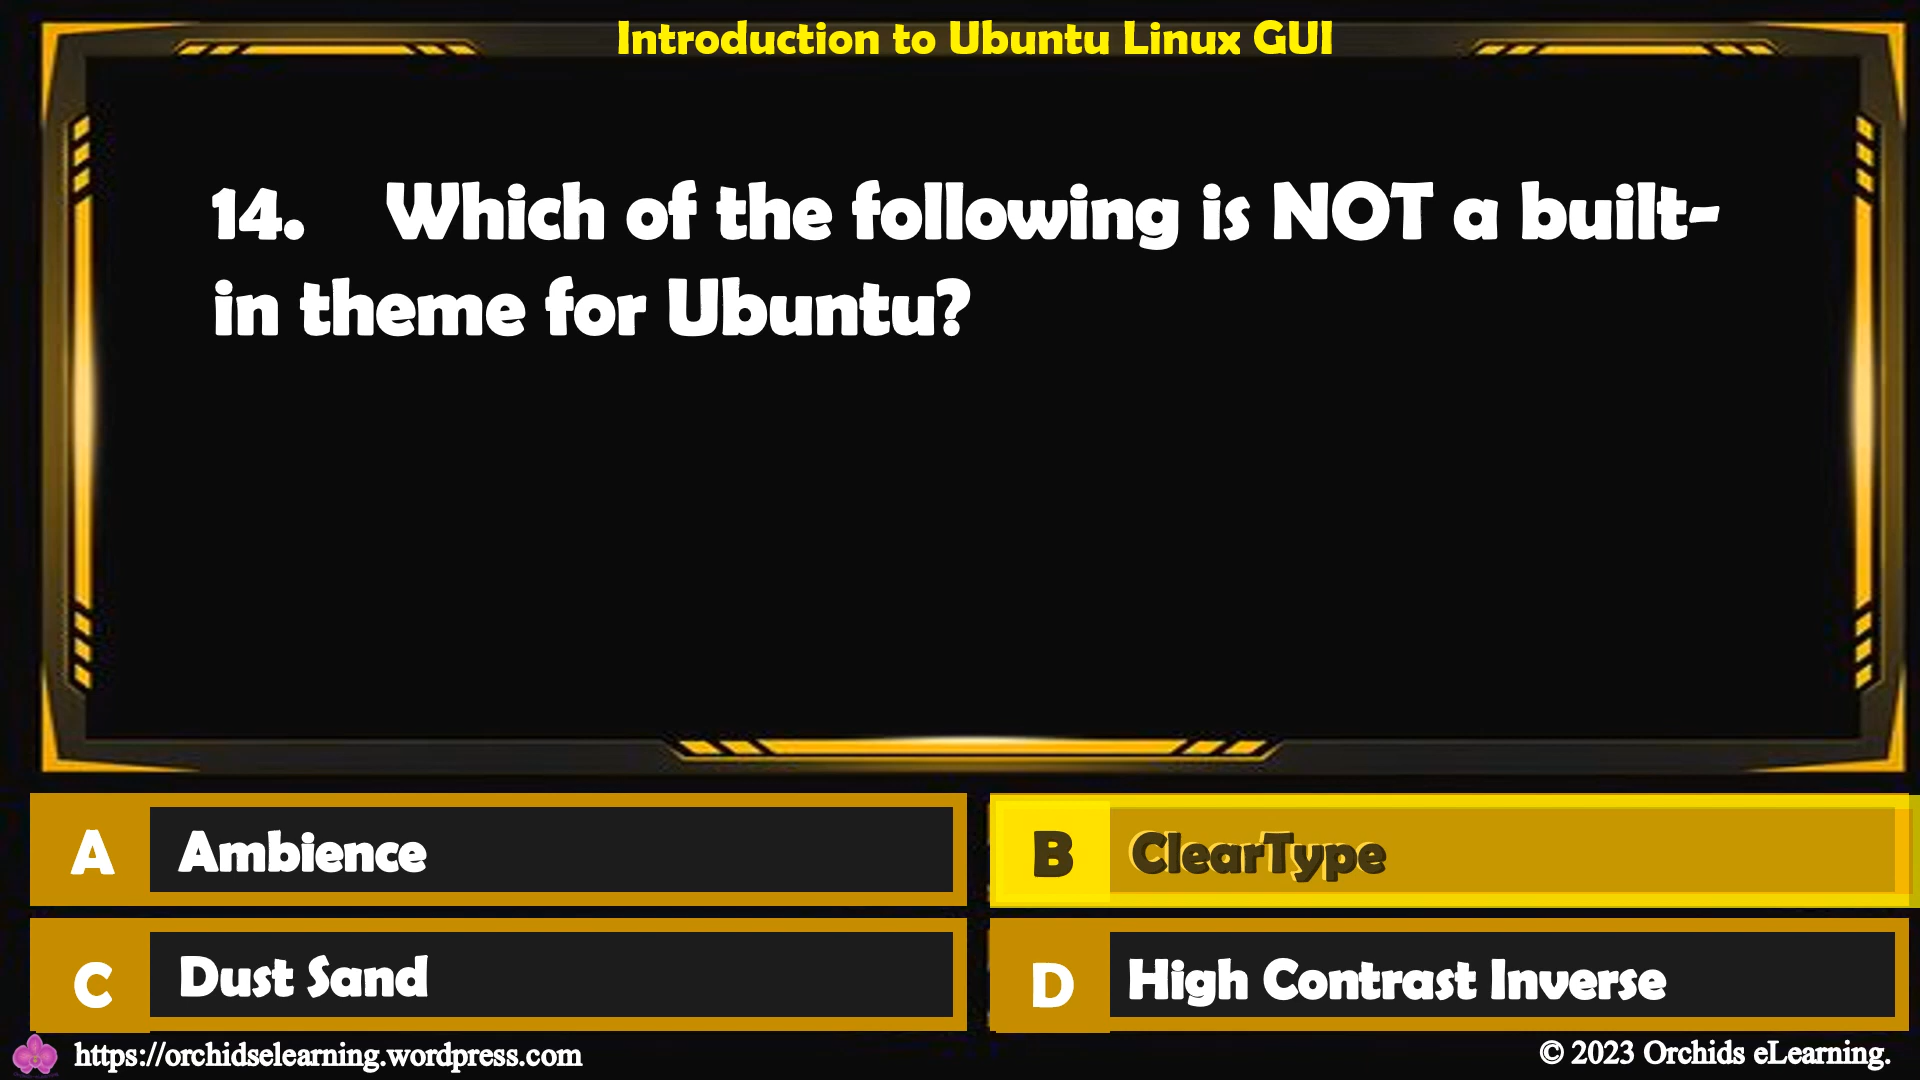 Introduction to Ubuntu Linux GUI
14. Which of the following is NOT a built-
in theme for Ubuntu?
A Ambience
B ClearType
C Dust Sand
D High Contrast Inverse
https://orchidselearning.wordpress.com
© 2023 Orchids eLearning.